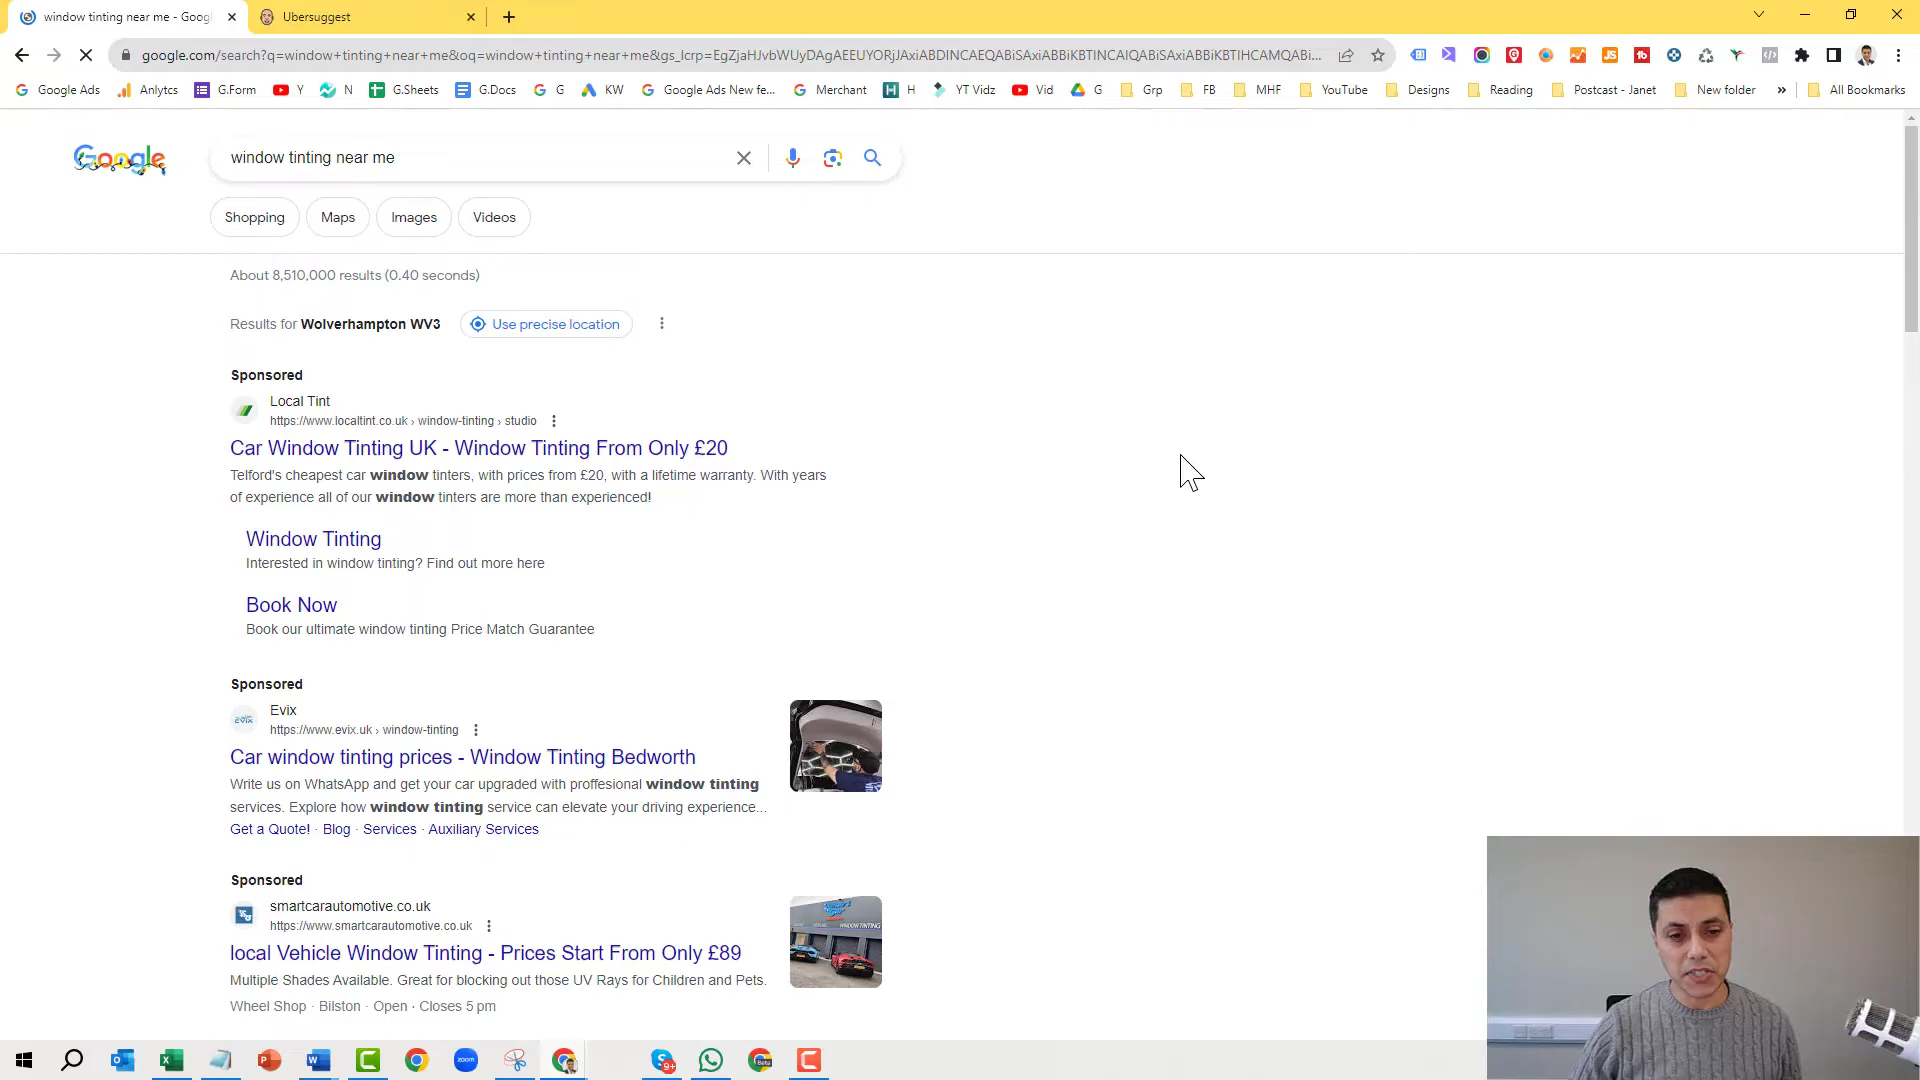 window tinting near me - Goog
Ubersuggest
google.com/search?q=window+tinting+near+me&oq=window+tinting+near+me&gs_lcrp=EgZjaHJvbWUyDAgAEEUYORjJAxiABDINCAEQABiSAxiABBiKBTINCAIQABiSAxiABBiKBTIHCAMQABi...
Google Ads Anlytcs G.Form Y N G.Sheets G.Docs G KW Google Ads New fe... Merchant H YT Vidz Vid G Grp FB MHF YouTube Designs Reading Postcast - Janet New folder » All Bookmarks
Google
window tinting near me
Shopping Maps Images Videos
About 8,510,000 results (0.40 seconds)
Results for Wolverhampton WV3 Use precise location
Sponsored
Local Tint
https://www.localtint.co.uk › window-tinting › studio
Car Window Tinting UK - Window Tinting From Only £20
Telford's cheapest car window tinters, with prices from £20, with a lifetime warranty. With years
of experience all of our window tinters are more than experienced!
Window Tinting
Interested in window tinting? Find out more here
Book Now
Book our ultimate window tinting Price Match Guarantee
Sponsored
Evix
https://www.evix.uk › window-tinting
Car window tinting prices - Window Tinting Bedworth
Write us on WhatsApp and get your car upgraded with proffesional window tinting
services. Explore how window tinting service can elevate your driving experience...
Get a Quote! · Blog · Services · Auxiliary Services
Sponsored
smartcarautomotive.co.uk
https://www.smartcarautomotive.co.uk
local Vehicle Window Tinting - Prices Start From Only £89
Multiple Shades Available. Great for blocking out those UV Rays for Children and Pets.
Wheel Shop · Bilston · Open · Closes 5 pm